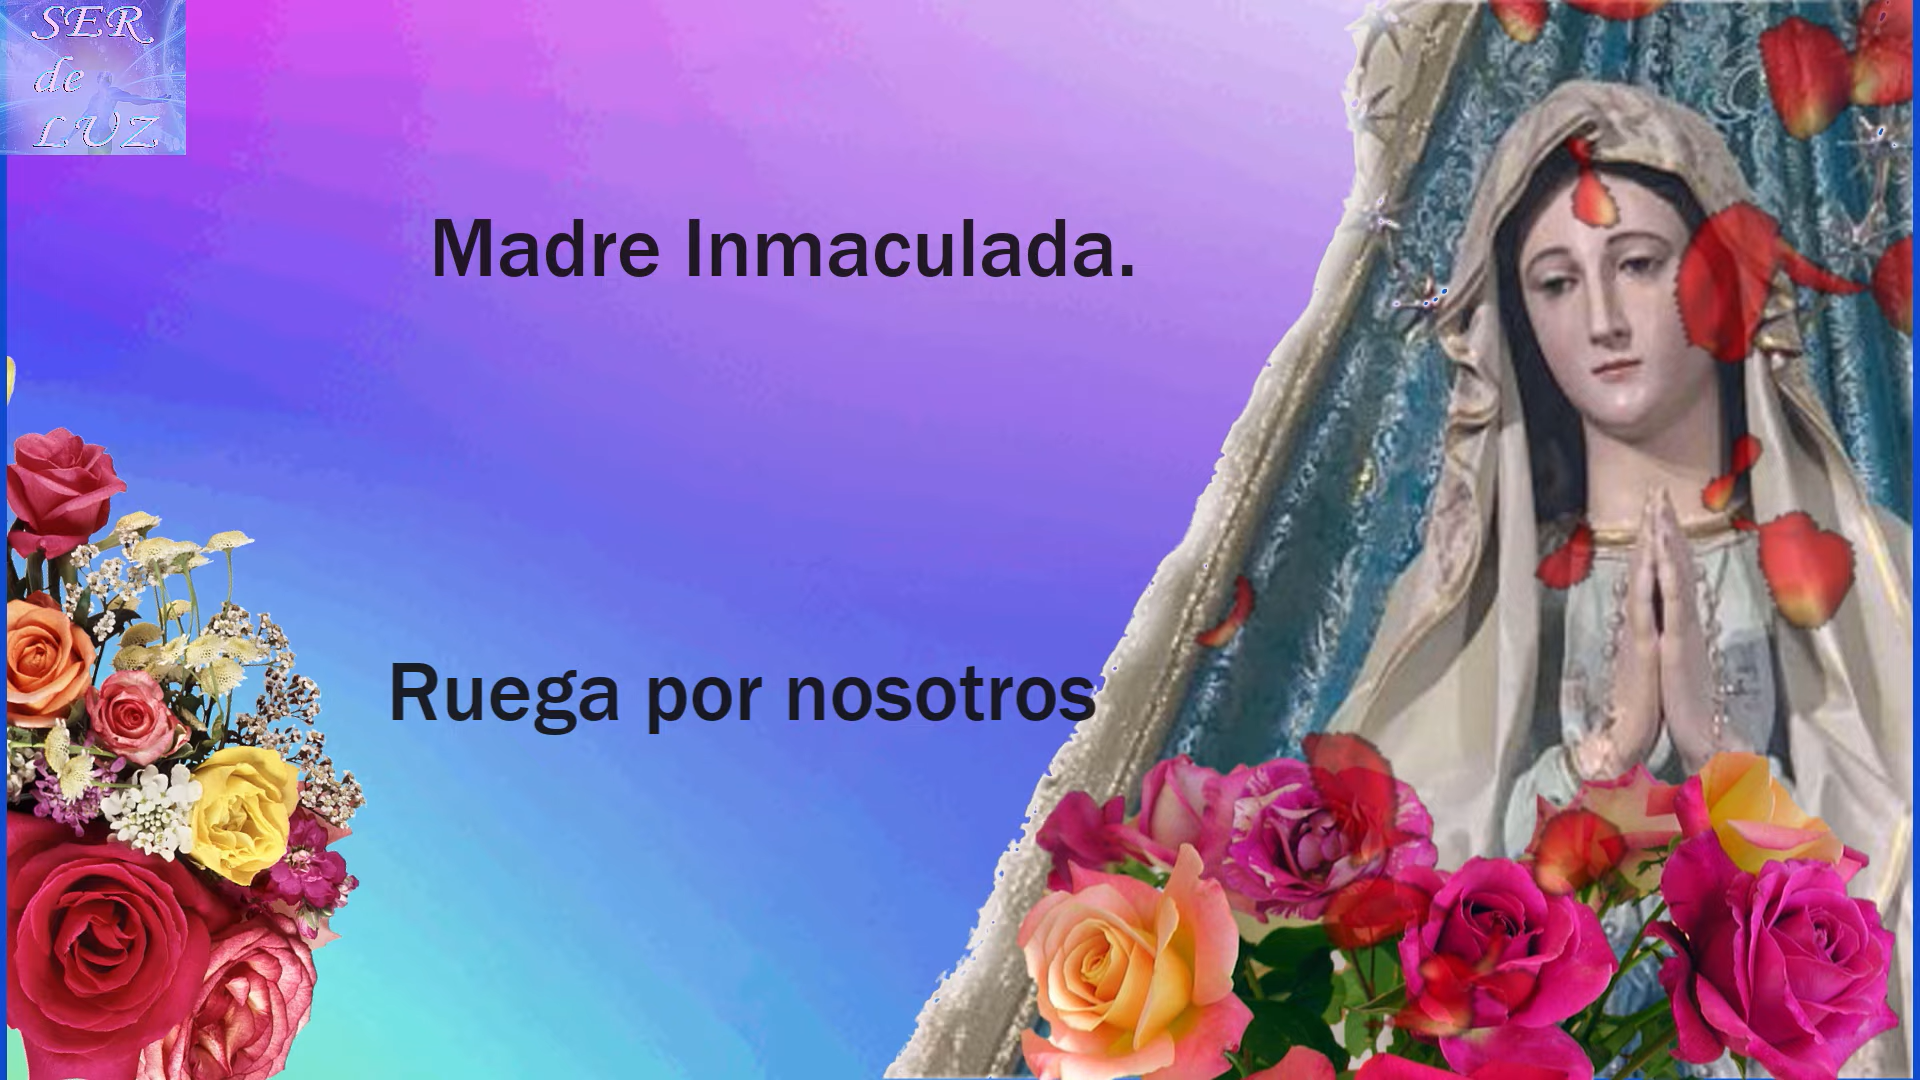 SER
de
LUZ
Madre Inmaculada.
Ruega por nosotros